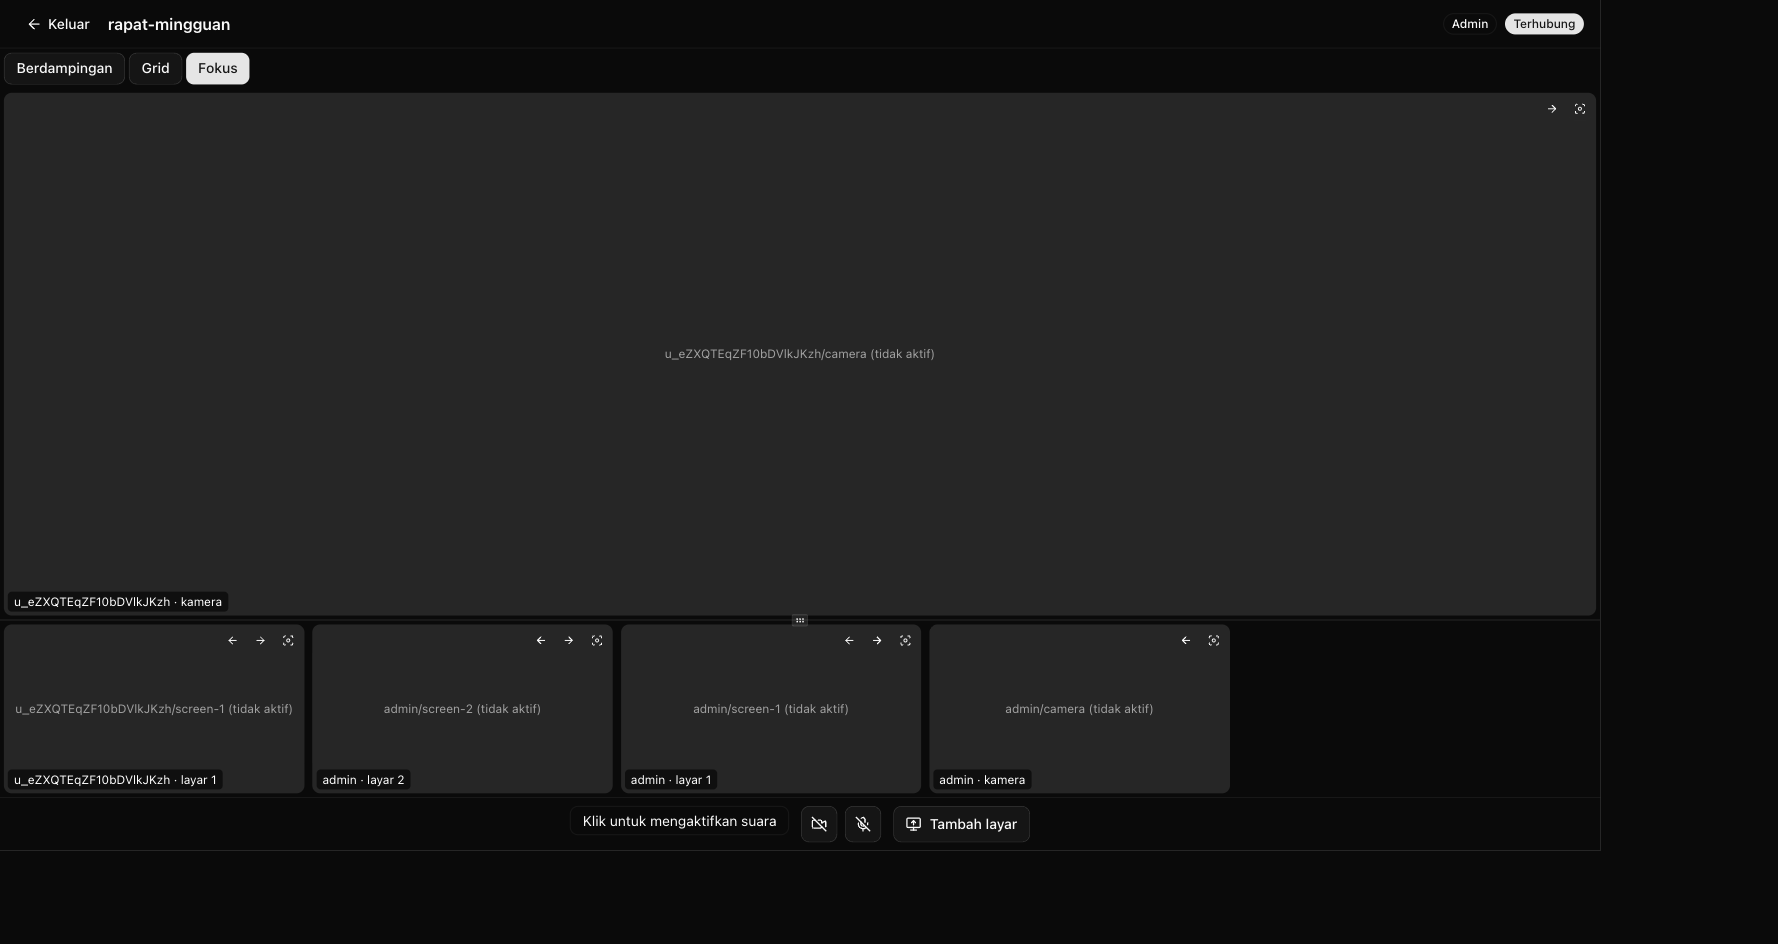 Keluar
rapat-mingguan
Admin
Terhubung
Berdampingan
Grid
Fokus
u_eZXQTEqZF10bDVlkJKzh/camera (tidak aktif)
u_eZXQTEqZF10bDVlkJKzh · kamera
u_eZXQTEqZF10bDVlkJKzh/screen-1 (tidak aktif)
u_eZXQTEqZF10bDVlkJKzh · layar 1
admin/screen-2 (tidak aktif)
admin · layar 2
admin/screen-1 (tidak aktif)
admin · layar 1
admin/camera (tidak aktif)
admin · kamera
Klik untuk mengaktifkan suara
Tambah layar